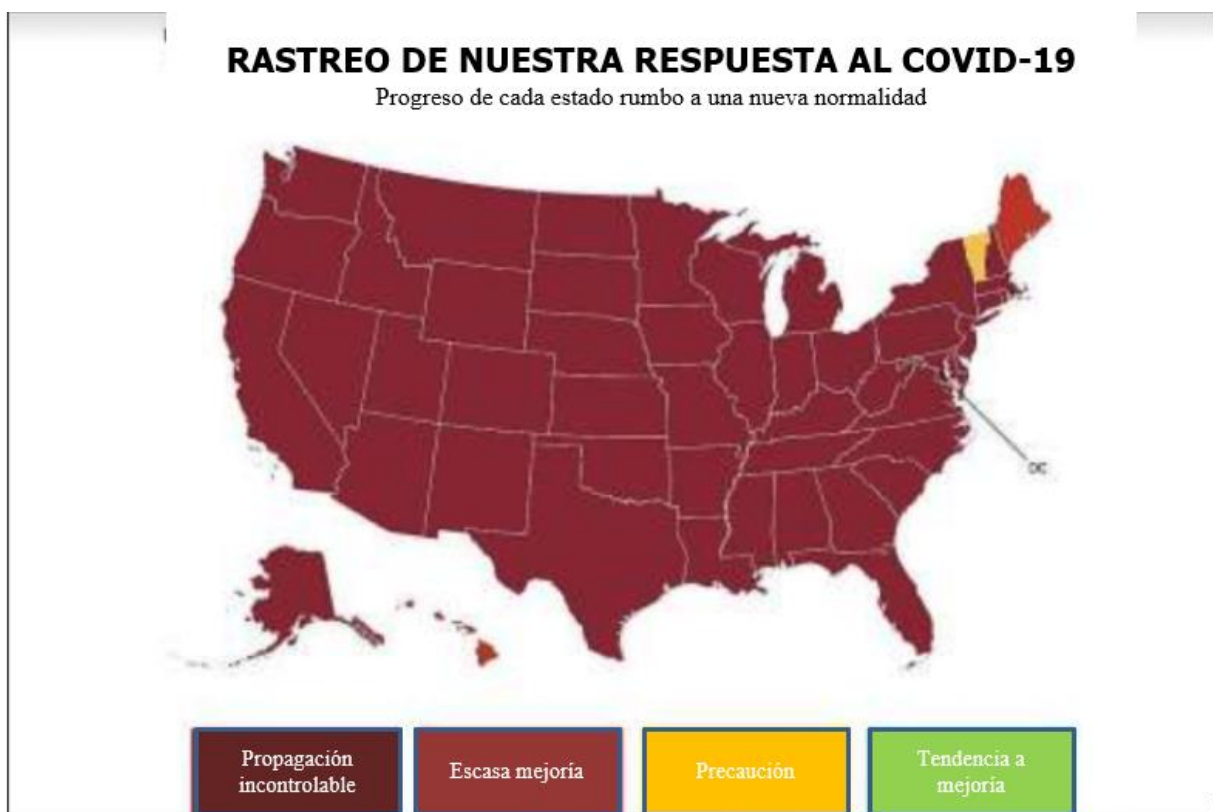 RASTREO DE NUESTRA RESPUESTA AL COVID-19
Progreso de cada estado rumbo a una nueva normalidad
DC
Propagación
incontrolable
Escasa mejoría
Precaución
Tendencia a
mejoría